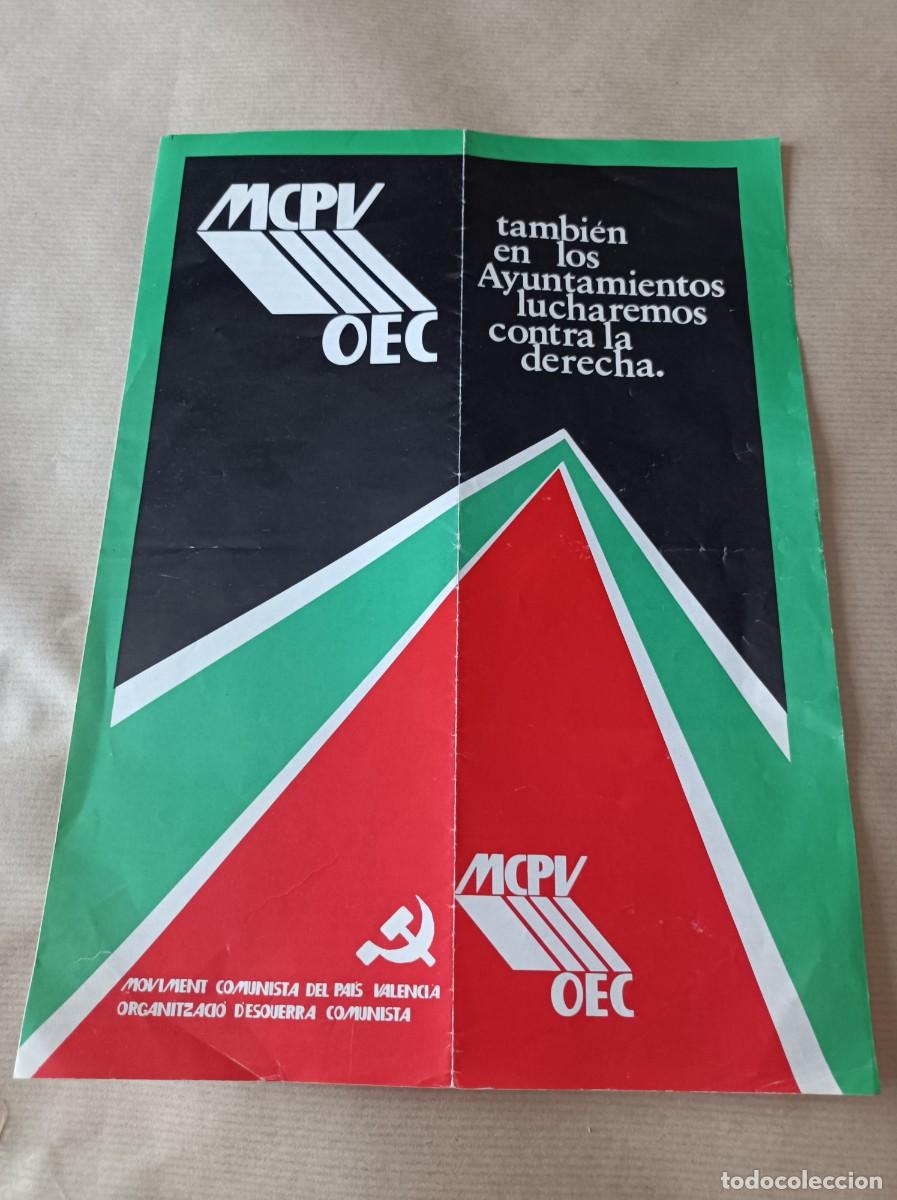 MCPV
OEC
también
en los
Ayuntamientos
lucharemos
contra la
derecha.
MCPV
OEC
MOVIMENT COMUNISTA DEL PAÍS VALENCIÀ
ORGANITZACIÓ D'ESQUERRA COMUNISTA
todocoleccion